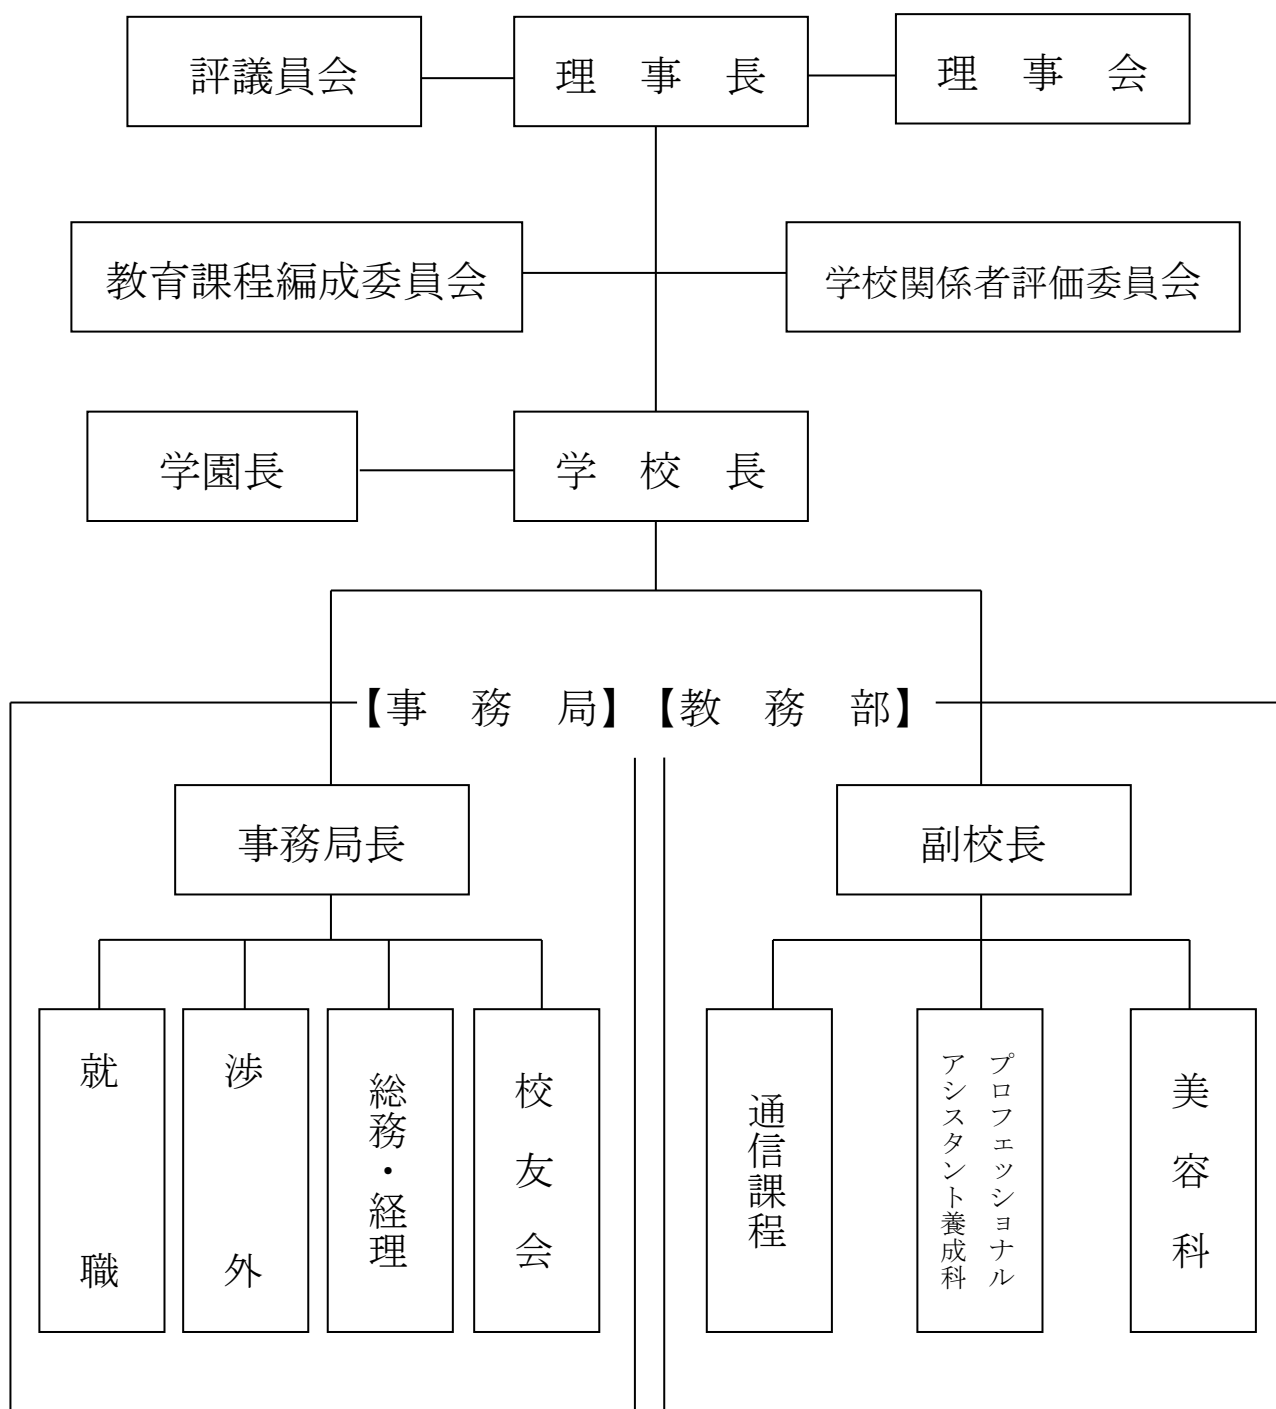 評議員会
理　事　長
理　事　会
教育課程編成委員会
学校関係者評価委員会
学園長
学　校　長
【事　務　局】
【教　務　部】
事務局長
副校長
就職
渉外
総務・経理
校友会
通信課程
プロフェッショナル
アシスタント養成科
美容科